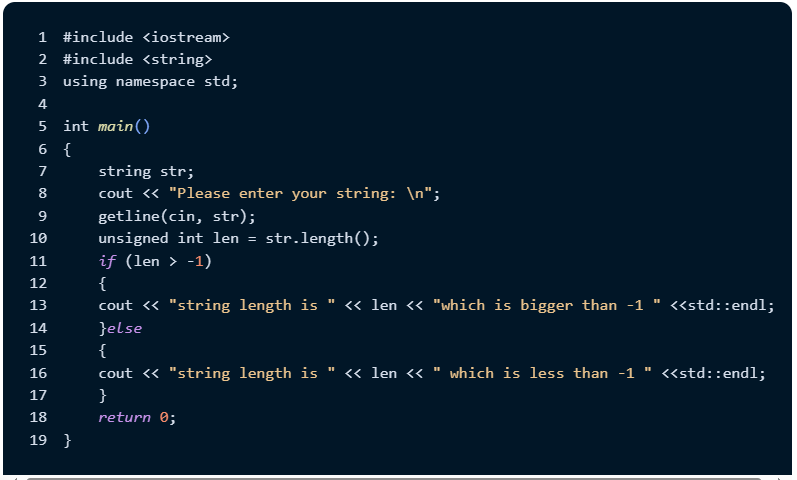 1 #include <iostream>
2 #include <string>
3 using namespace std;
4
5 int main()
6 {
7     string str;
8     cout << "Please enter your string: \n";
9     getline(cin, str);
10     unsigned int len = str.length();
11     if (len > -1)
12     {
13     cout << "string length is " << len << "which is bigger than -1 " <<std::endl;
14     }else
15     {
16     cout << "string length is " << len << " which is less than -1 " <<std::endl;
17     }
18     return 0;
19 }